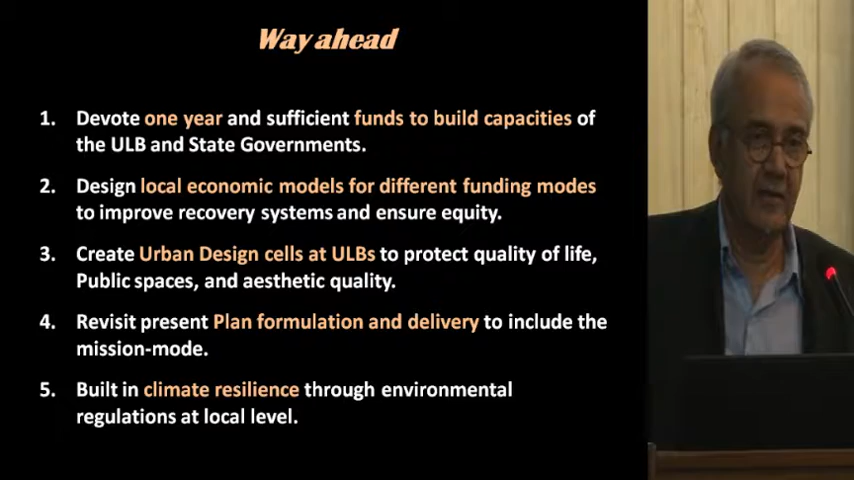 Way ahead
1. Devote one year and sufficient funds to build capacities of
the ULB and State Governments.
2. Design local economic models for different funding modes
to improve recovery systems and ensure equity.
3. Create Urban Design cells at ULBs to protect quality of life,
Public spaces, and aesthetic quality.
4. Revisit present Plan formulation and delivery to include the
mission-mode.
5. Built in climate resilience through environmental
regulations at local level.